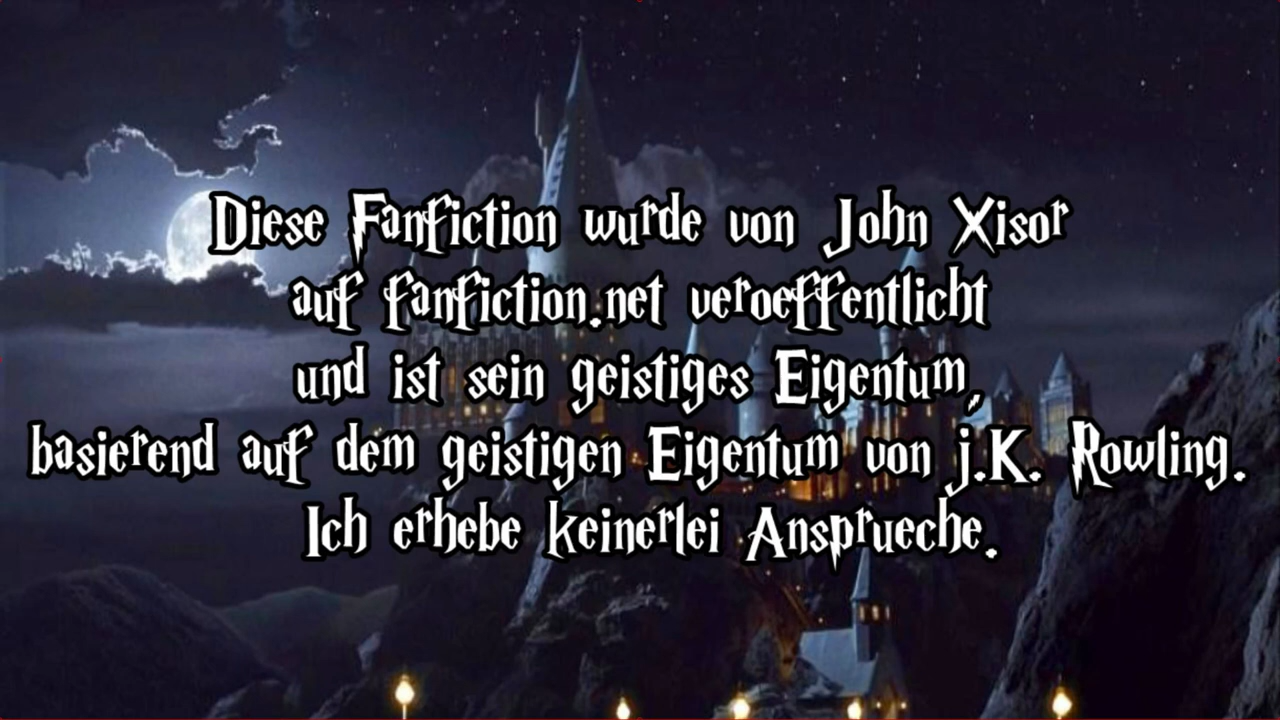 Diese Fanfiction wurde von John Xisor
auf fanfiction.net veroeffentlicht
und ist sein geistiges Eigentum,
basierend auf dem geistigen Eigentum von j.K. Rowling.
Ich erhebe keinerlei Ansprueche.